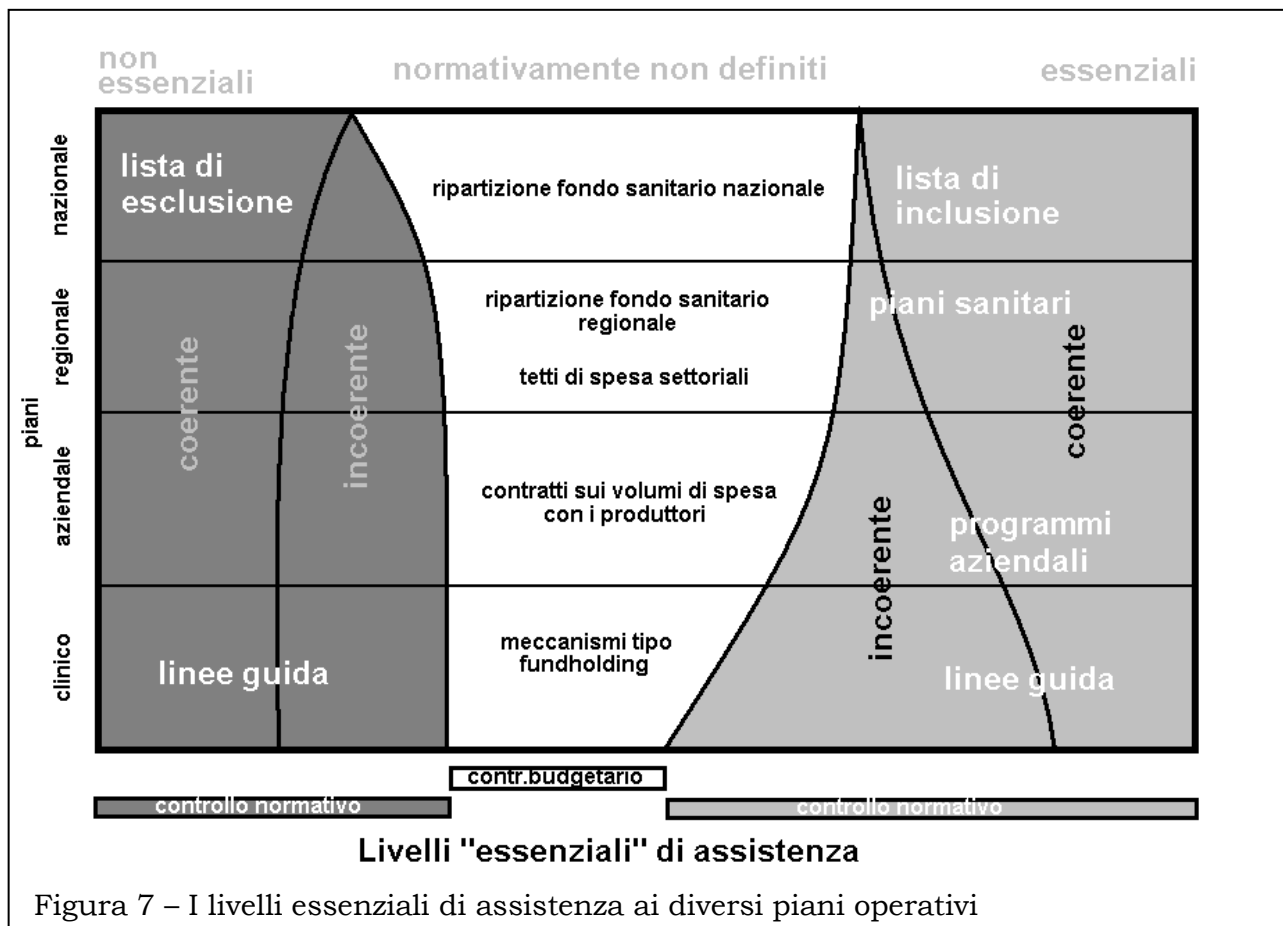 non
essenziali
normativamente non definiti
essenziali
piani
nazionale
lista di
esclusione
ripartizione fondo sanitario nazionale
lista di
inclusione
regionale
coerente
incoerente
ripartizione fondo sanitario
regionale
tetti di spesa settoriali
piani sanitari
coerente
aziendale
contratti sui volumi di spesa
con i produttori
incoerente
programmi
aziendali
clinico
linee guida
meccanismi tipo
fundholding
linee guida
contr.budgetario
controllo normativo
controllo normativo
Livelli "essenziali" di assistenza
Figura 7 – I livelli essenziali di assistenza ai diversi piani operativi